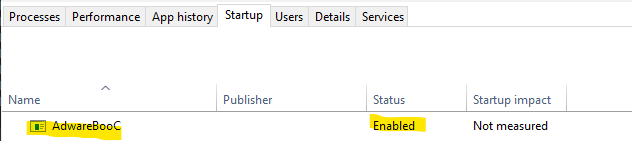 Processes Performance App history Startup Users Details Services
Name Publisher Status Startup impact
AdwareBooC Enabled Not measured